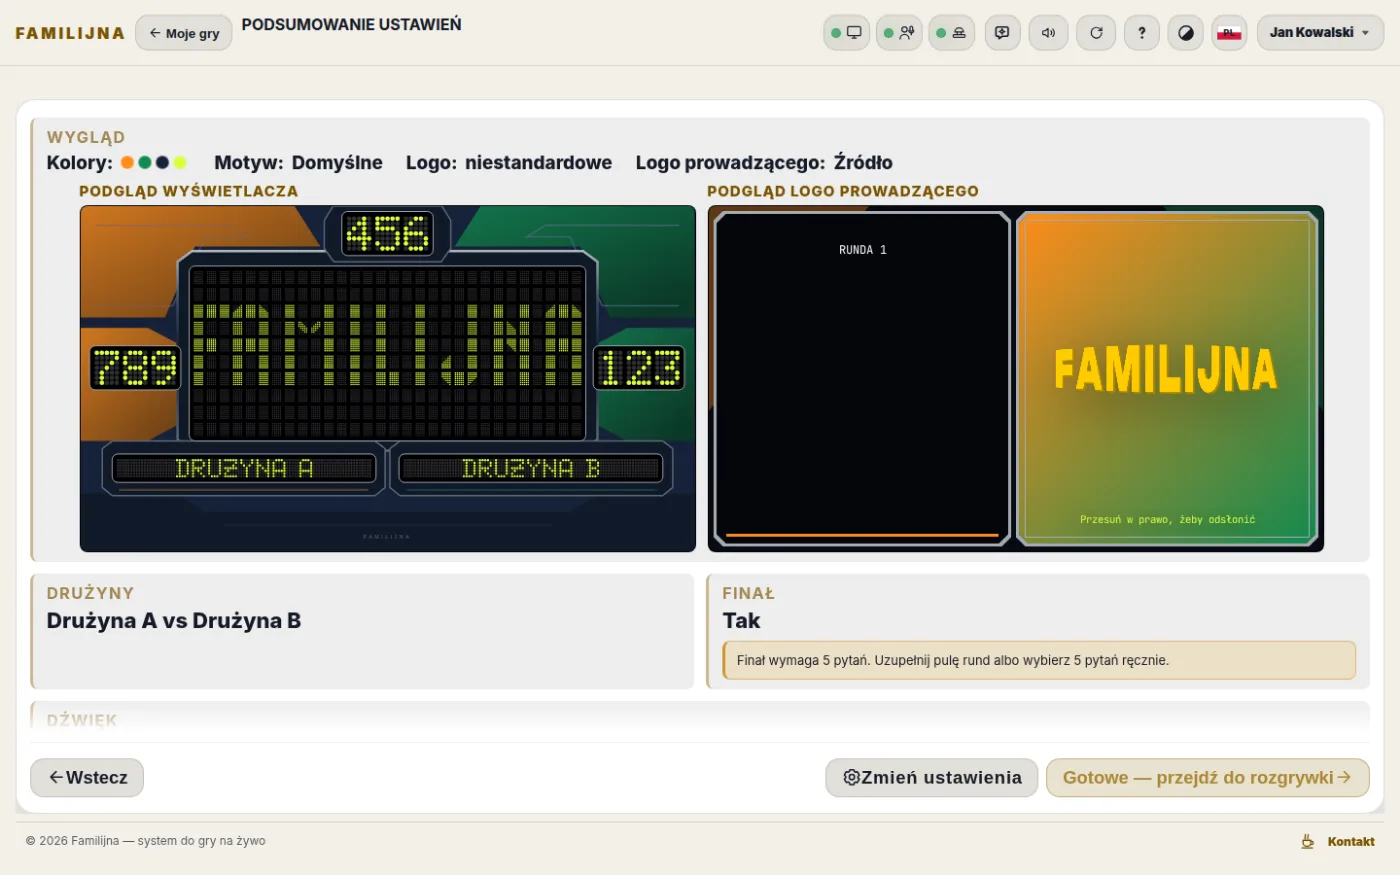 FAMILIJNA
← Moje gry
PODSUMOWANIE USTAWIEŃ
?
PL
Jan Kowalski
WYGLĄD
Kolory:
Motyw: Domyślne
Logo: niestandardowe
Logo prowadzącego: Źródło
PODGLĄD WYŚWIETLACZA
PODGLĄD LOGO PROWADZĄCEGO
456
FAMILIJNA
789
123
DRUŻYNA A
DRUŻYNA B
FAMILIJNA
RUNDA 1
FAMILIJNA
Przesuń w prawo, żeby odsłonić
DRUŻYNY
Drużyna A vs Drużyna B
FINAŁ
Tak
Finał wymaga 5 pytań. Uzupełnij pulę rund albo wybierz 5 pytań ręcznie.
DŹWIĘK
←Wstecz
Zmień ustawienia
Gotowe — przejdź do rozgrywki→
© 2026 Familijna — system do gry na żywo
Kontakt